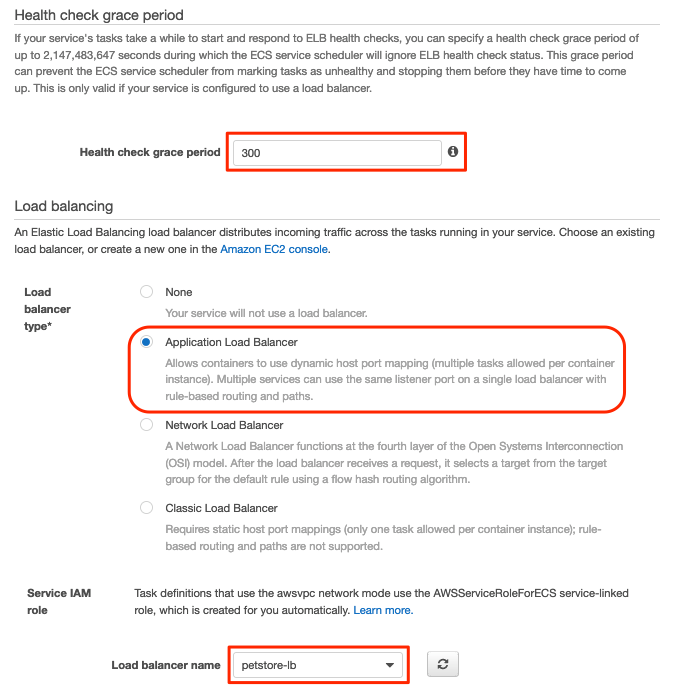 Health check grace period
If your service's tasks take a while to start and respond to ELB health checks, you can specify a health check grace period of
up to 2,147,483,647 seconds during which the ECS service scheduler will ignore ELB health check status. This grace period
can prevent the ECS service scheduler from marking tasks as unhealthy and stopping them before they have time to come
up. This is only valid if your service is configured to use a load balancer.
Health check grace period 300
Load balancing
An Elastic Load Balancing load balancer distributes incoming traffic across the tasks running in your service. Choose an existing
load balancer, or create a new one in the Amazon EC2 console.
Load
balancer
type*
None
Your service will not use a load balancer.
Application Load Balancer
Allows containers to use dynamic host port mapping (multiple tasks allowed per container
instance). Multiple services can use the same listener port on a single load balancer with
rule-based routing and paths.
Network Load Balancer
A Network Load Balancer functions at the fourth layer of the Open Systems Interconnection
(OSI) model. After the load balancer receives a request, it selects a target from the target
group for the default rule using a flow hash routing algorithm.
Classic Load Balancer
Requires static host port mappings (only one task allowed per container instance); rule-
based routing and paths are not supported.
Service IAM
role
Task definitions that use the awsvpc network mode use the AWSServiceRoleForECS service-linked
role, which is created for you automatically. Learn more.
Load balancer name petstore-lb